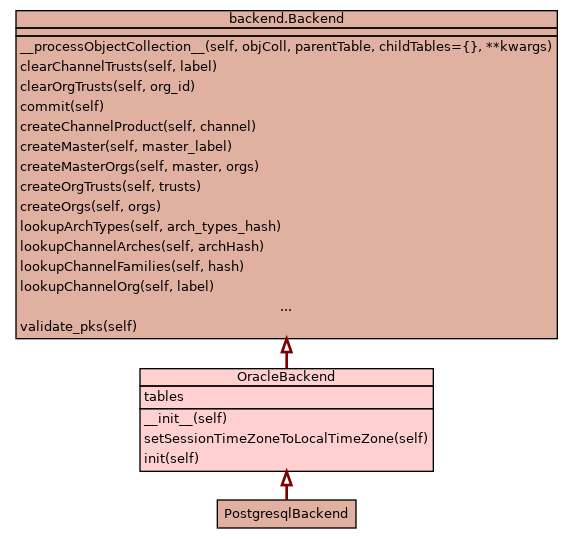 backend.Backend
__processObjectCollection__(self, objColl, parentTable, childTables={}, **kwargs)
clearChannelTrusts(self, label)
clearOrgTrusts(self, org_id)
commit(self)
createChannelProduct(self, channel)
createMaster(self, master_label)
createMasterOrgs(self, master, orgs)
createOrgTrusts(self, trusts)
createOrgs(self, orgs)
lookupArchTypes(self, arch_types_hash)
lookupChannelArches(self, archHash)
lookupChannelFamilies(self, hash)
lookupChannelOrg(self, label)
...
validate_pks(self)
OracleBackend
tables
__init__(self)
setSessionTimeZoneToLocalTimeZone(self)
init(self)
PostgresqlBackend